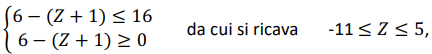 6 − (Z + 1) ≤ 16 da cui si ricava -11 ≤ Z ≤ 5,
6 − (Z + 1) ≥ 0